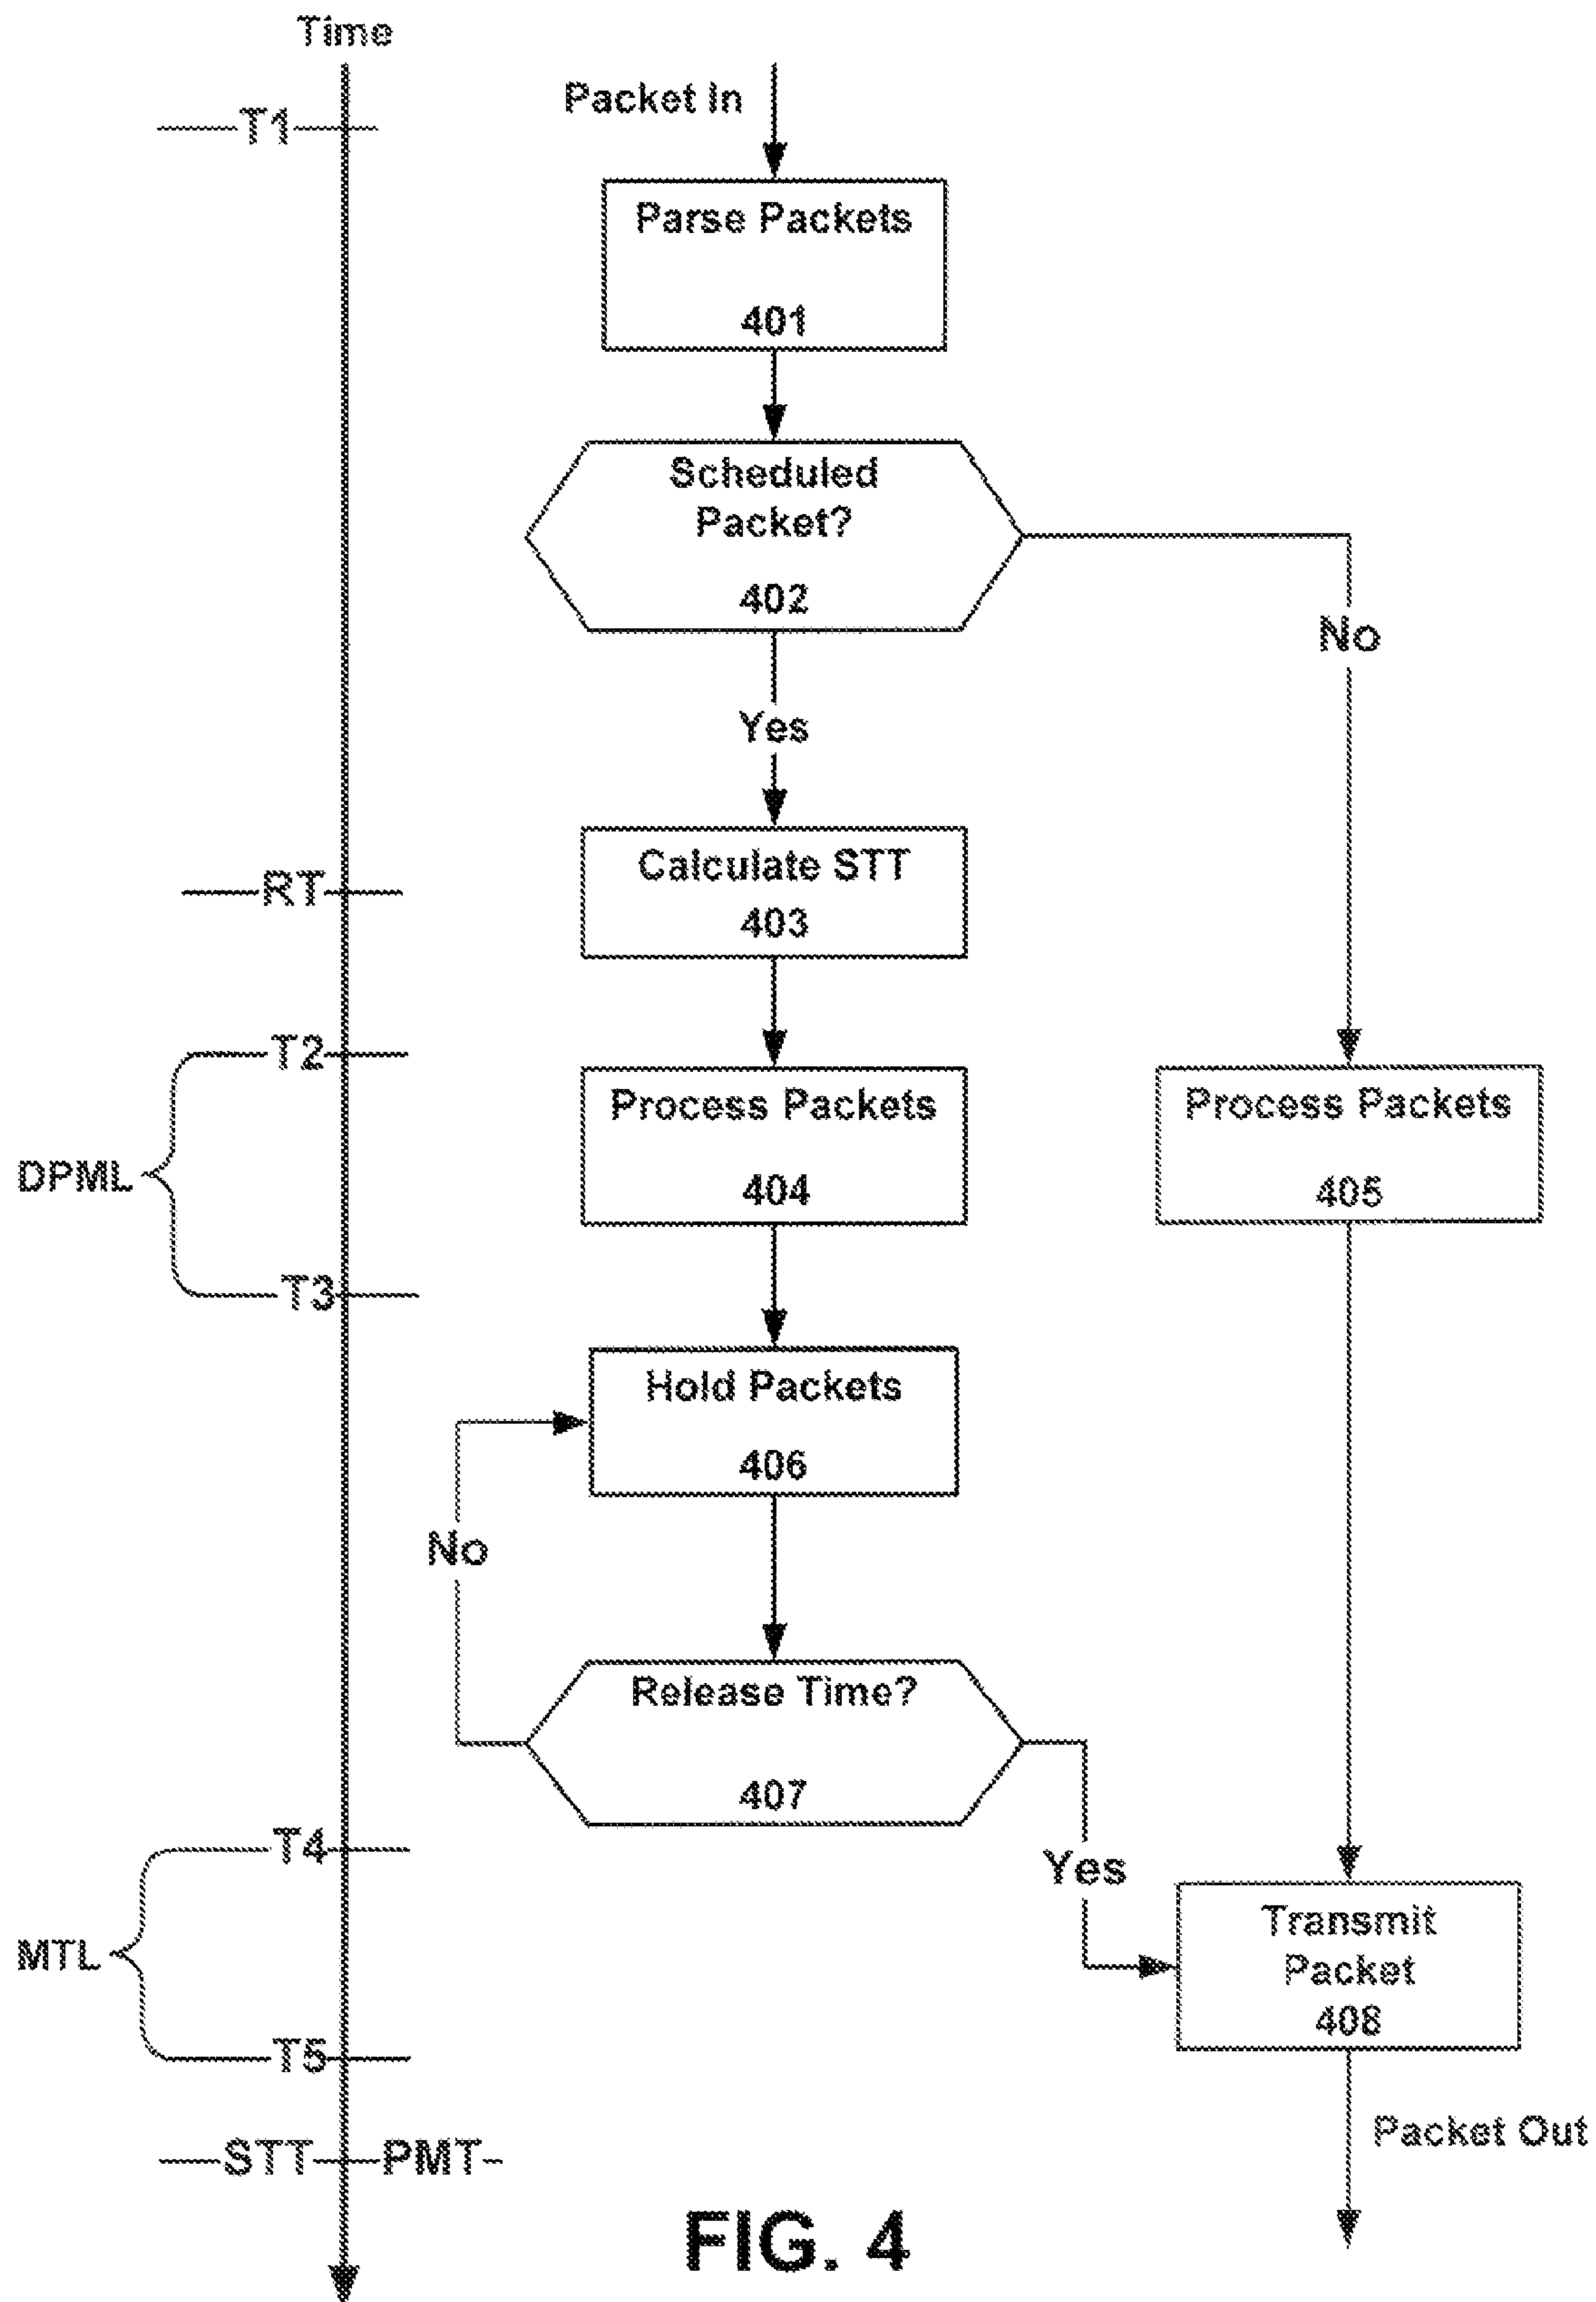 Time
Packet In
T1
Parse Packets
401
Scheduled
Packet?
402
No
Yes
Calculate STT
403
RT
T2
Process Packets
404
Process Packets
405
DPML
T3
Hold Packets
406
No
Release Time?
407
T4
Yes
Transmit
Packet
408
MTL
T5
Packet Out
STT
PMT
FIG. 4